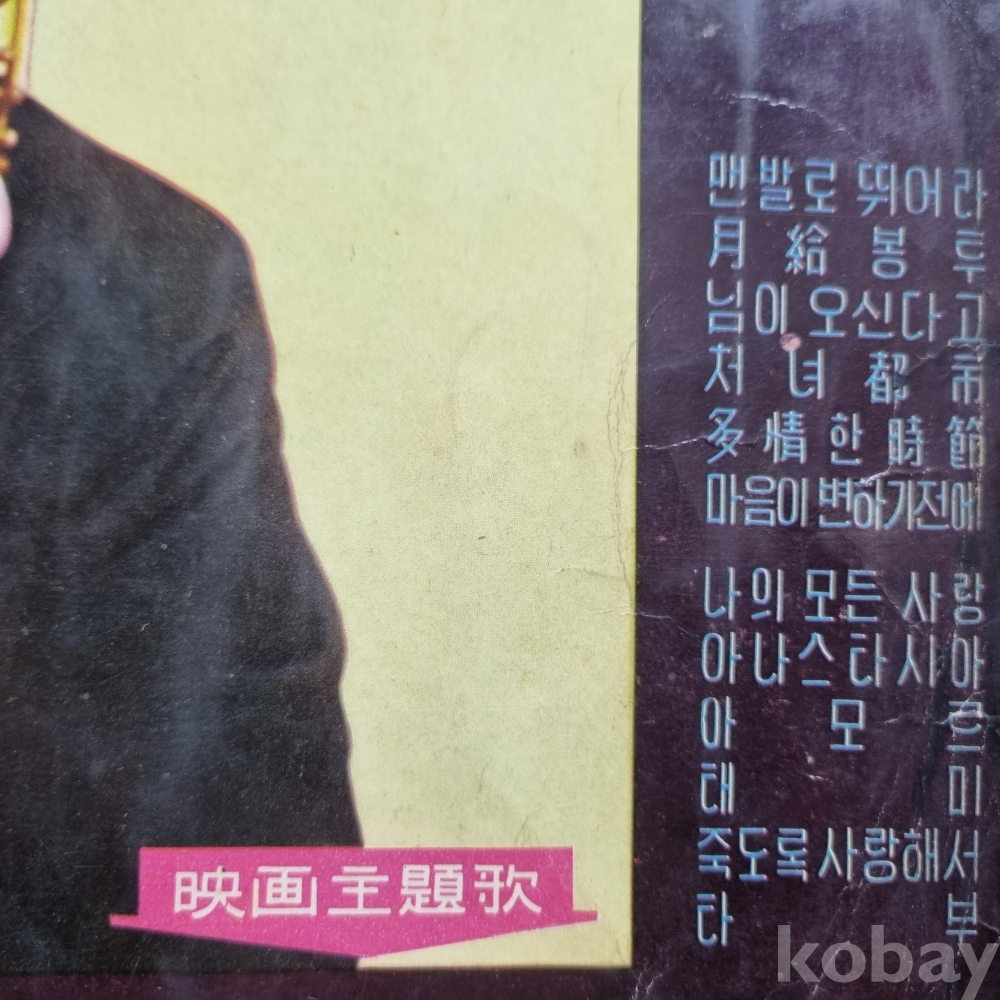 맨발로 뛰어라
月給봉투
님이 오신다고
처녀都市
多情한 時節
마음이 변하기전에
나의 모든 사랑
아나스타시아
아모르
태미
죽도록 사랑해서
타부
映画主題歌
kobay